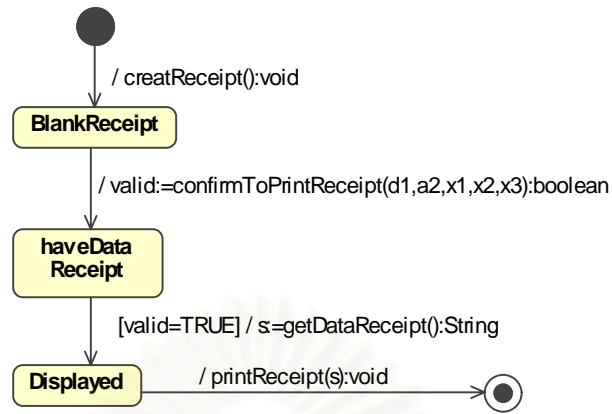 / creatReceipt():void
BlankReceipt
/ valid:=confirmToPrintReceipt(d1,a2,x1,x2,x3):boolean
haveData
Receipt
[valid=TRUE] / s:=getDataReceipt():String
Displayed
/ printReceipt(s):void